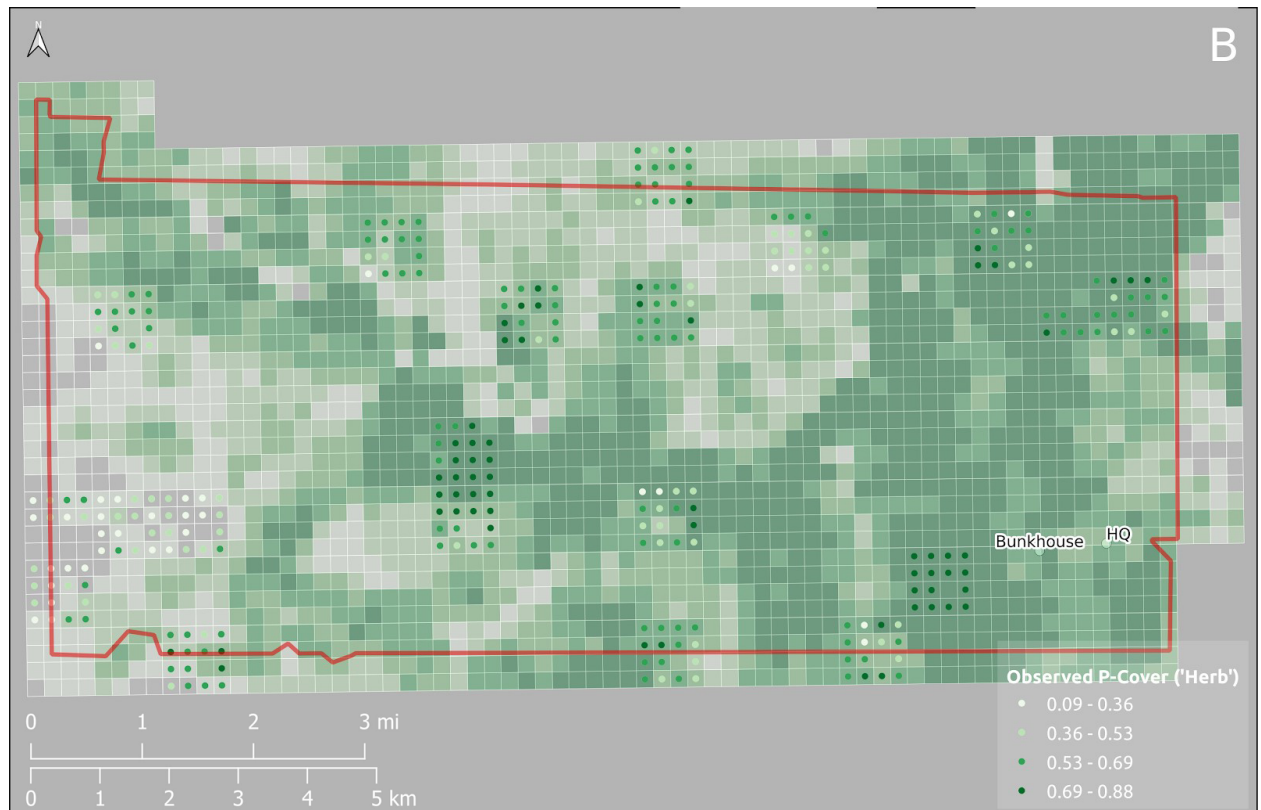 N
B
Bunkhouse
HQ
Observed P-Cover ('Herb')
0.09 - 0.36
0.36 - 0.53
0.53 - 0.69
0.69 - 0.88
0 1 2 3 mi
0 1 2 3 4 5 km